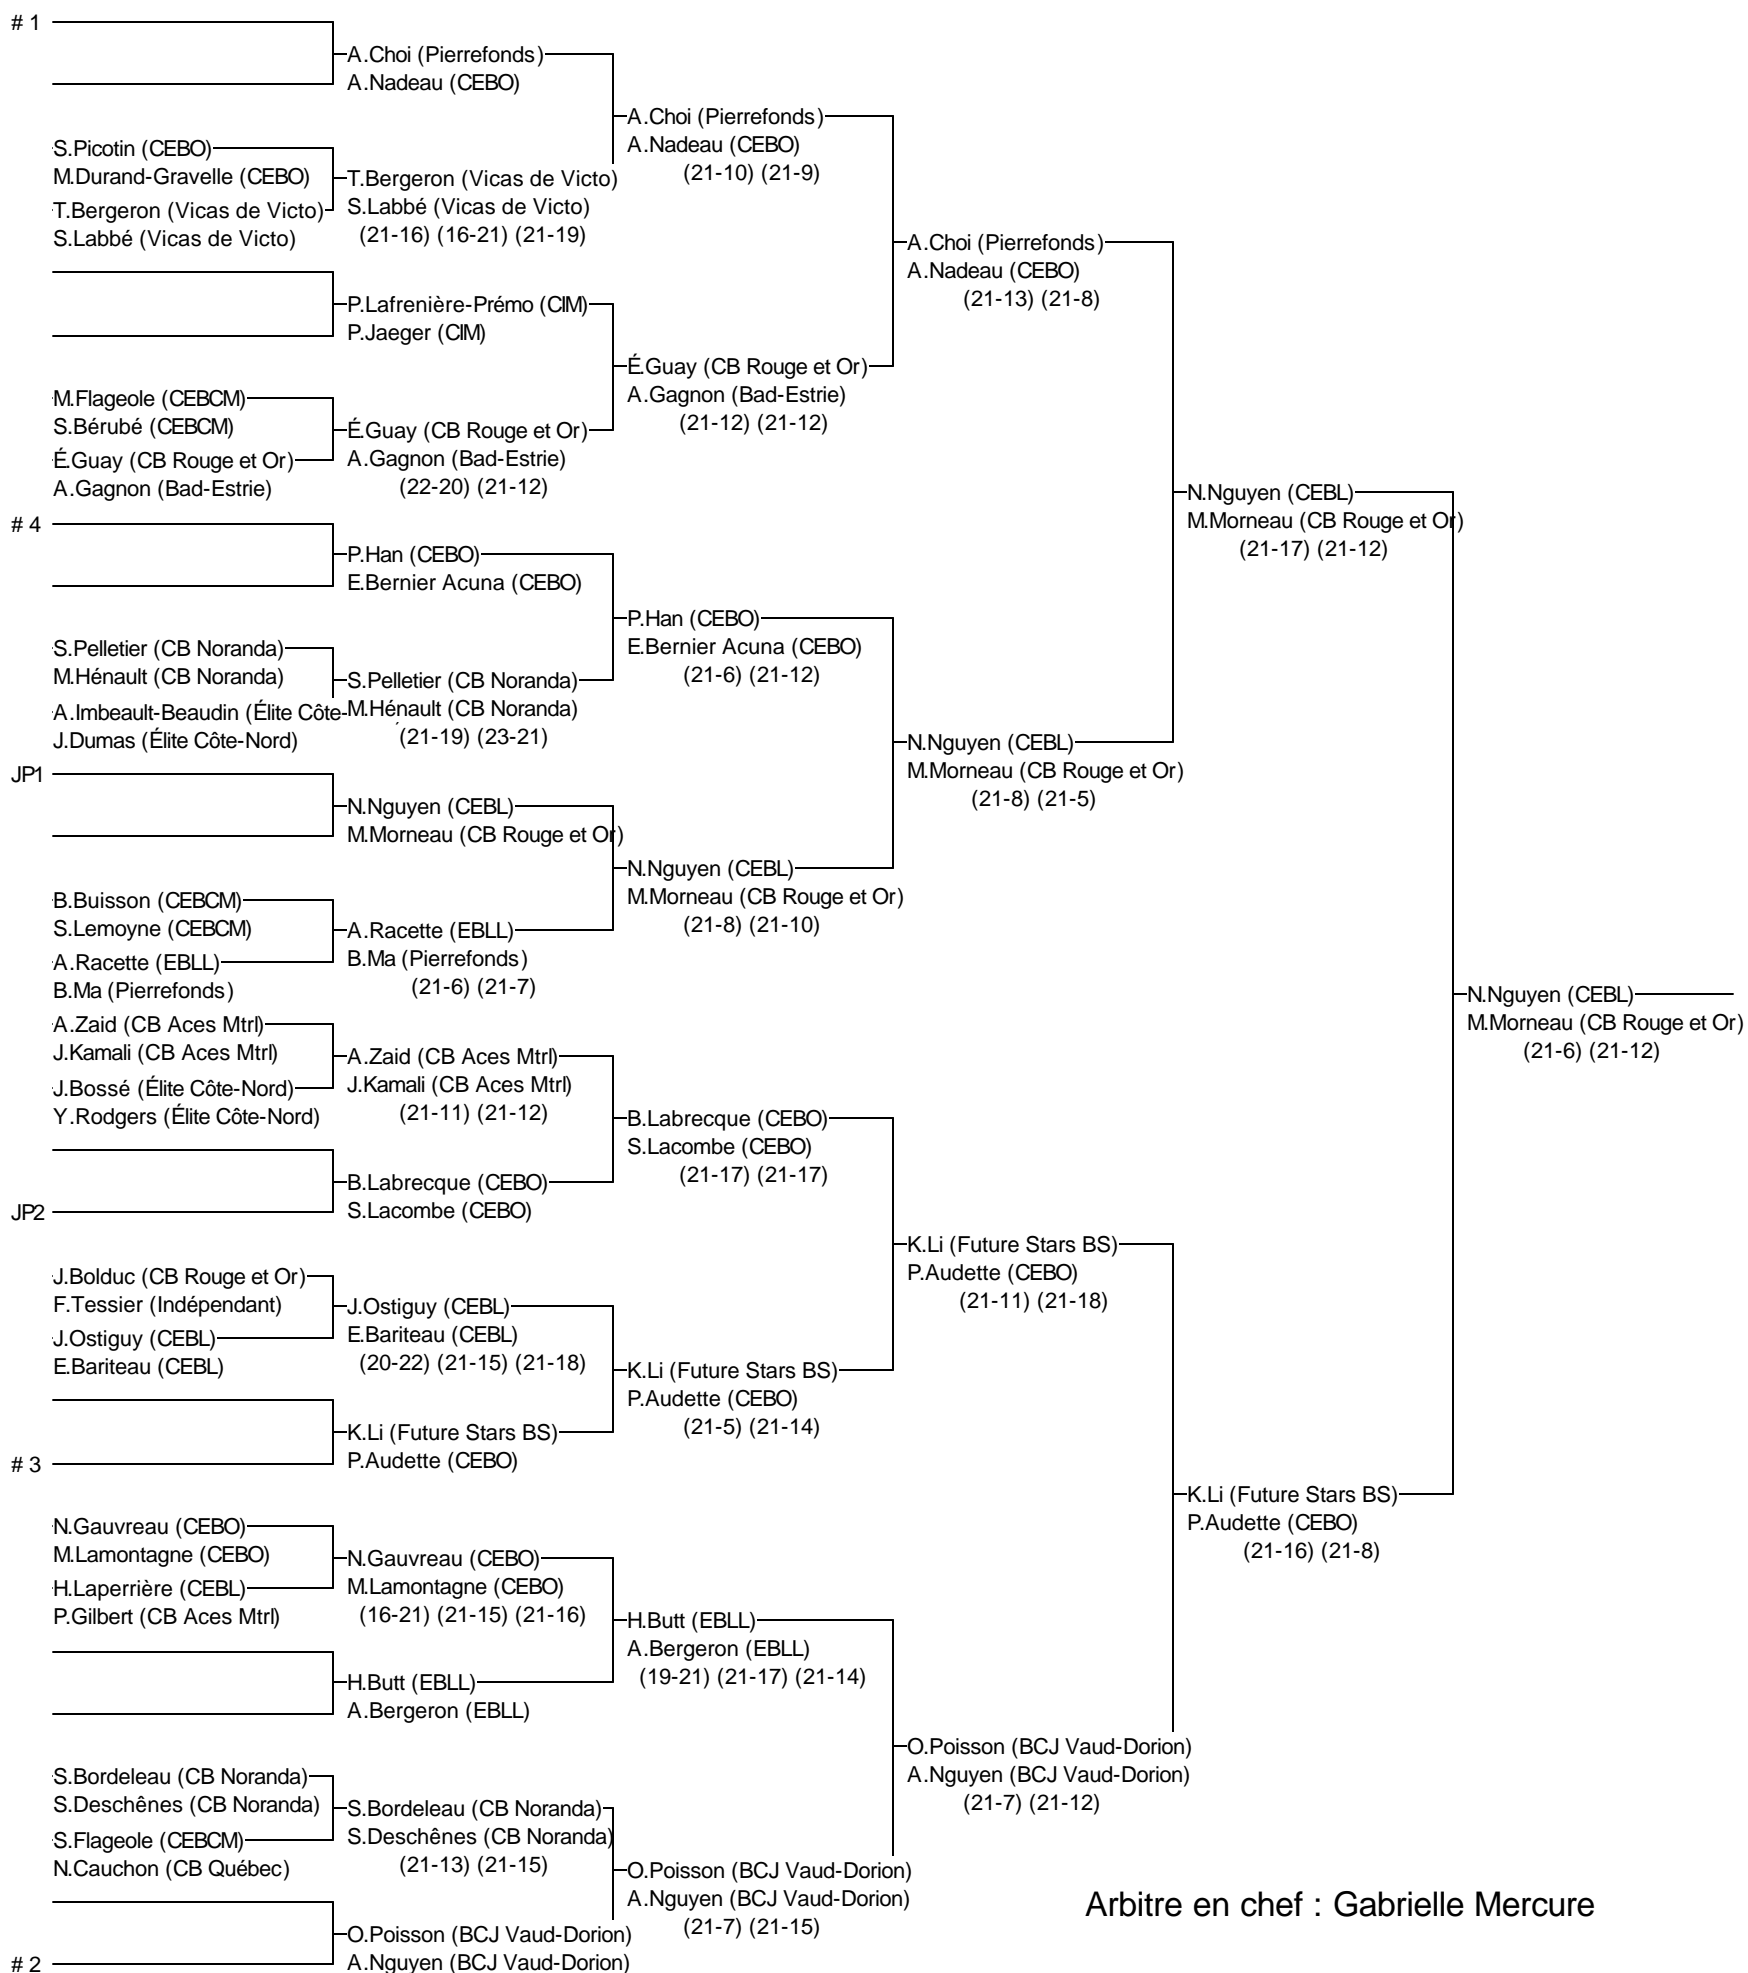 # 1
A.Choi (Pierrefonds)
A.Nadeau (CEBO)
A.Choi (Pierrefonds)
A.Nadeau (CEBO)
(21-10) (21-9)
S.Picotin (CEBO)
M.Durand-Gravelle (CEBO)
T.Bergeron (Vicas de Victo)
S.Labbé (Vicas de Victo)
T.Bergeron (Vicas de Victo)
S.Labbé (Vicas de Victo)
(21-16) (16-21) (21-19)
A.Choi (Pierrefonds)
A.Nadeau (CEBO)
(21-13) (21-8)
P.Lafrenière-Prémo (CIM)
P.Jaeger (CIM)
É.Guay (CB Rouge et Or)
A.Gagnon (Bad-Estrie)
(21-12) (21-12)
M.Flageole (CEBCM)
S.Bérubé (CEBCM)
É.Guay (CB Rouge et Or)
A.Gagnon (Bad-Estrie)
É.Guay (CB Rouge et Or)
A.Gagnon (Bad-Estrie)
(22-20) (21-12)
N.Nguyen (CEBL)
M.Morneau (CB Rouge et Or)
(21-17) (21-12)
# 4
P.Han (CEBO)
E.Bernier Acuna (CEBO)
P.Han (CEBO)
E.Bernier Acuna (CEBO)
(21-6) (21-12)
S.Pelletier (CB Noranda)
M.Hénault (CB Noranda)
A.Imbeault-Beaudin (Élite Côte-
J.Dumas (Élite Côte-Nord)
S.Pelletier (CB Noranda)
M.Hénault (CB Noranda)
(21-19) (23-21)
N.Nguyen (CEBL)
M.Morneau (CB Rouge et Or)
(21-8) (21-5)
JP1
N.Nguyen (CEBL)
M.Morneau (CB Rouge et Or)
N.Nguyen (CEBL)
M.Morneau (CB Rouge et Or)
(21-8) (21-10)
B.Buisson (CEBCM)
S.Lemoyne (CEBCM)
A.Racette (EBLL)
B.Ma (Pierrefonds)
A.Racette (EBLL)
B.Ma (Pierrefonds)
(21-6) (21-7)
N.Nguyen (CEBL)
M.Morneau (CB Rouge et Or)
(21-6) (21-12)
A.Zaid (CB Aces Mtrl)
J.Kamali (CB Aces Mtrl)
J.Bossé (Élite Côte-Nord)
Y.Rodgers (Élite Côte-Nord)
A.Zaid (CB Aces Mtrl)
J.Kamali (CB Aces Mtrl)
(21-11) (21-12)
B.Labrecque (CEBO)
S.Lacombe (CEBO)
(21-17) (21-17)
B.Labrecque (CEBO)
S.Lacombe (CEBO)
JP2
K.Li (Future Stars BS)
P.Audette (CEBO)
(21-11) (21-18)
J.Bolduc (CB Rouge et Or)
F.Tessier (Indépendant)
J.Ostiguy (CEBL)
E.Bariteau (CEBL)
J.Ostiguy (CEBL)
E.Bariteau (CEBL)
(20-22) (21-15) (21-18)
K.Li (Future Stars BS)
P.Audette (CEBO)
(21-5) (21-14)
K.Li (Future Stars BS)
P.Audette (CEBO)
# 3
K.Li (Future Stars BS)
P.Audette (CEBO)
(21-16) (21-8)
N.Gauvreau (CEBO)
M.Lamontagne (CEBO)
H.Laperrière (CEBL)
P.Gilbert (CB Aces Mtrl)
N.Gauvreau (CEBO)
M.Lamontagne (CEBO)
(16-21) (21-15) (21-16)
H.Butt (EBLL)
A.Bergeron (EBLL)
(19-21) (21-17) (21-14)
H.Butt (EBLL)
A.Bergeron (EBLL)
O.Poisson (BCJ Vaud-Dorion)
A.Nguyen (BCJ Vaud-Dorion)
(21-7) (21-12)
S.Bordeleau (CB Noranda)
S.Deschênes (CB Noranda)
S.Flageole (CEBCM)
N.Cauchon (CB Québec)
S.Bordeleau (CB Noranda)
S.Deschênes (CB Noranda)
(21-13) (21-15)
O.Poisson (BCJ Vaud-Dorion)
A.Nguyen (BCJ Vaud-Dorion)
(21-7) (21-15)
Arbitre en chef : Gabrielle Mercure
O.Poisson (BCJ Vaud-Dorion)
A.Nguyen (BCJ Vaud-Dorion)
# 2